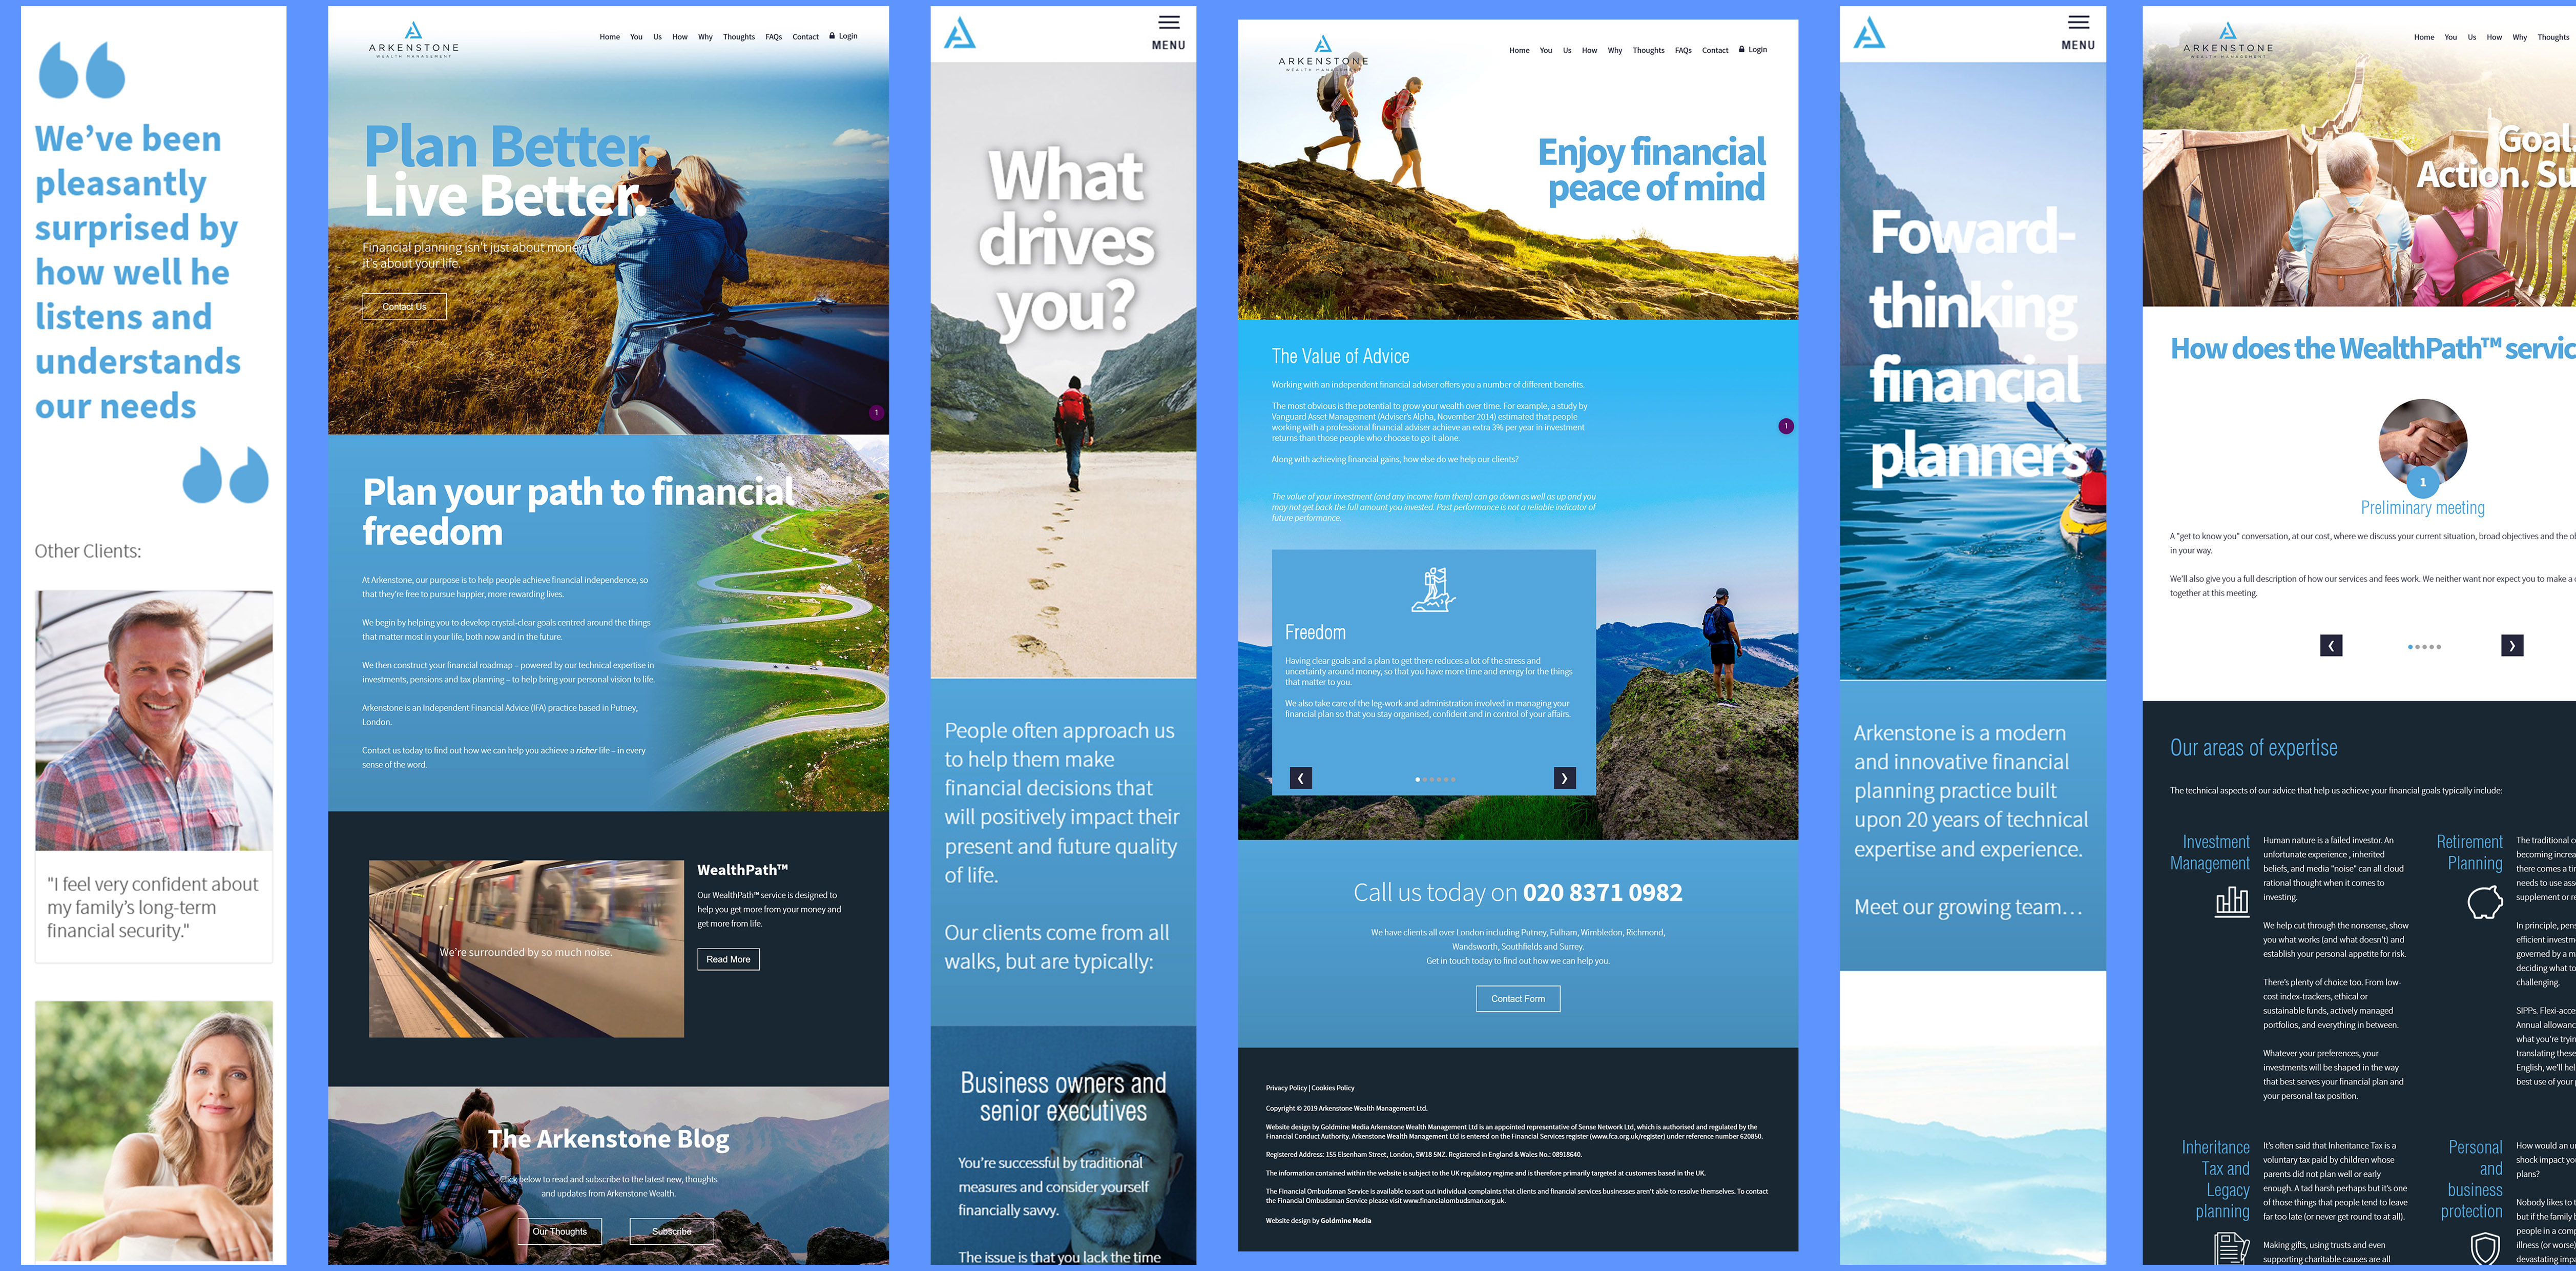 We've been
pleasantly
surprised by
how well he
listens and
understands
our needs
Other Clients:
"I feel very confident about
my family's long-term
financial security."
ARKENSTONE
WEALTH MANAGEMENT
Home You Us How Why Thoughts FAQs Contact Login
Plan Better.
Live Better.
Financial planning isn't just about money,
it's about your life.
Contact Us
1
Plan your path to financial
freedom
At Arkenstone, our purpose is to help people achieve financial independence, so
that they're free to pursue happier, more rewarding lives.
We begin by helping you to develop crystal-clear goals centred around the things
that matter most in your life, both now and in the future.
We then construct your financial roadmap – powered by our technical expertise in
investments, pensions and tax planning – to help bring your personal vision to life.
Arkenstone is an Independent Financial Advice (IFA) practice based in Putney,
London.
Contact us today to find out how we can help you achieve a richer life – in every
sense of the word.
We're surrounded by so much noise.
WealthPath™
Our WealthPath™ service is designed to
help you get more from your money and
get more from life.
Read More
The Arkenstone Blog
Click below to read and subscribe to the latest new, thoughts
and updates from Arkenstone Wealth.
Our Thoughts Subscribe
MENU
What
drives
you?
People often approach us
to help them make
financial decisions that
will positively impact their
present and future quality
of life.
Our clients come from all
walks, but are typically:
Business owners and
senior executives
You're successful by traditional
measures and consider yourself
financially savvy.
The issue is that you lack the time
ARKENSTONE
WEALTH MANAGEMENT
Home You Us How Why Thoughts FAQs Contact Login
Enjoy financial
peace of mind
The Value of Advice
Working with an independent financial adviser offers you a number of different benefits.
The most obvious is the potential to grow your wealth over time. For example, a study by
Vanguard Asset Management (Adviser's Alpha, November 2014) estimated that people
working with a professional financial adviser achieve an extra 3% per year in investment
returns than those people who choose to go it alone.
Along with achieving financial gains, how else do we help our clients?
The value of your investment (and any income from them) can go down as well as up and you
may not get back the full amount you invested. Past performance is not a reliable indicator of
future performance.
1
Freedom
Having clear goals and a plan to get there reduces a lot of the stress and
uncertainty around money, so that you have more time and energy for the things
that matter to you.
We also take care of the leg-work and administration involved in managing your
financial plan so that you stay organised, confident and in control of your affairs.
Call us today on 020 8371 0982
We have clients all over London including Putney, Fulham, Wimbledon, Richmond,
Wandsworth, Southfields and Surrey.
Get in touch today to find out how we can help you.
Contact Form
Privacy Policy | Cookies Policy
Copyright © 2019 Arkenstone Wealth Management Ltd.
Website design by Goldmine Media Arkenstone Wealth Management Ltd is an appointed representative of Sense Network Ltd, which is authorised and regulated by the
Financial Conduct Authority. Arkenstone Wealth Management Ltd is entered on the Financial Services register (www.fca.org.uk/register) under reference number 620850.
Registered Address: 155 Elsenham Street, London, SW18 5NZ. Registered in England & Wales No.: 08918640.
The information contained within the website is subject to the UK regulatory regime and is therefore primarily targeted at customers based in the UK.
The Financial Ombudsman Service is available to sort out individual complaints that clients and financial services businesses aren't able to resolve themselves. To contact
the Financial Ombudsman Service please visit www.financialombudsman.org.uk.
Website design by Goldmine Media
MENU
Foward-
thinking
financial
planners
Arkenstone is a modern
and innovative financial
planning practice built
upon 20 years of technical
expertise and experience.
Meet our growing team…
ARKENSTONE
WEALTH MANAGEMENT
Home You Us How Why Thoughts
Goal.
Action. Su
How does the WealthPath™ servic
1
Preliminary meeting
A "get to know you" conversation, at our cost, where we discuss your current situation, broad objectives and the ob
in your way.
We'll also give you a full description of how our services and fees work. We neither want nor expect you to make a
together at this meeting.
Our areas of expertise
The technical aspects of our advice that help us achieve your financial goals typically include:
Investment
Management
Human nature is a failed investor. An
unfortunate experience , inherited
beliefs, and media "noise" can all cloud
rational thought when it comes to
investing.
We help cut through the nonsense, show
you what works (and what doesn't) and
establish your personal appetite for risk.
There's plenty of choice too. From low-
cost index-trackers, ethical or
sustainable funds, actively managed
portfolios, and everything in between.
Whatever your preferences, your
investments will be shaped in the way
that best serves your financial plan and
your personal tax position.
Retirement
Planning
The traditional
becoming increa
there comes a ti
needs to use ass
supplement or re
In principle, pens
efficient investm
governed by a m
deciding what to
challenging.
SIPPs. Flexi-acce
Annual allowanc
what you're tryin
translating these
English, we'll hel
best use of your
Inheritance
Tax and
Legacy
planning
It's often said that Inheritance Tax is a
voluntary tax paid by children whose
parents did not plan well or early
enough. A tad harsh perhaps but it's one
of those things that people tend to leave
far too late (or never get round to at all).
Making gifts, using trusts and even
supporting charitable causes are all
Personal
and
business
protection
How would an u
shock impact you
plans?
Nobody likes to t
but if the family b
people in a comp
illness (or worse)
devastating impa